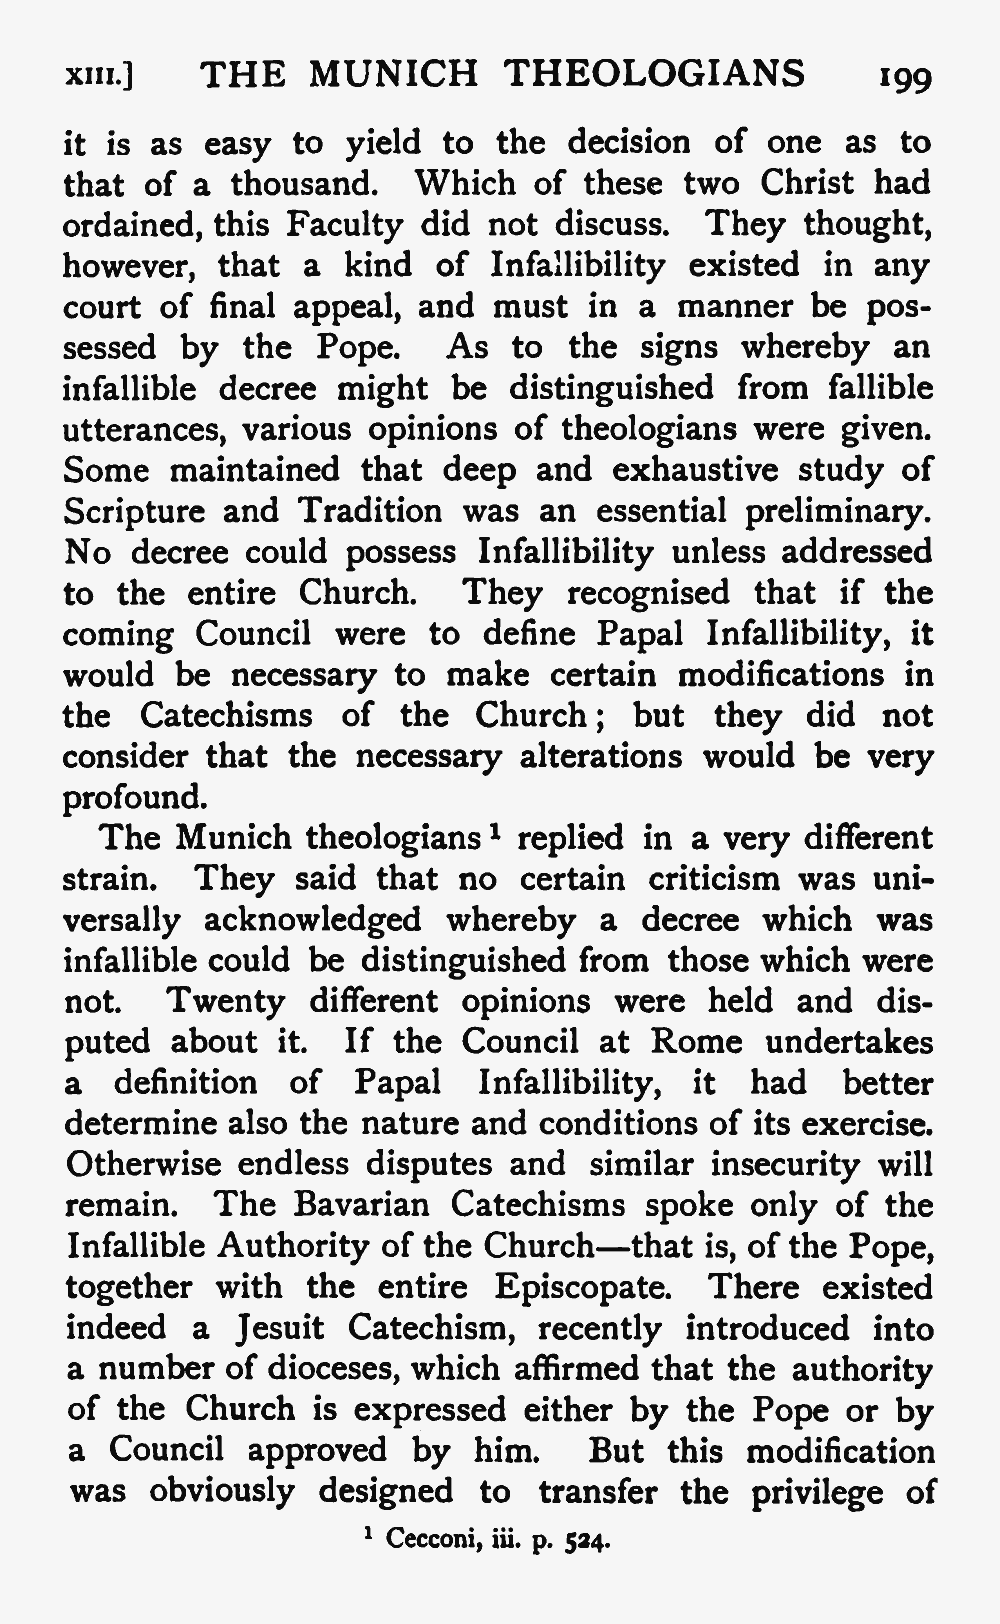 XIII.] THE MUNICH THEOLOGIANS 199
it is as easy to yield to the decision of one as to
that of a thousand. Which of these two Christ had
ordained, this Faculty did not discuss. They thought,
however, that a kind of Infallibility existed in any
court of final appeal, and must in a manner be pos-
sessed by the Pope. As to the signs whereby an
infallible decree might be distinguished from fallible
utterances, various opinions of theologians were given.
Some maintained that deep and exhaustive study of
Scripture and Tradition was an essential preliminary.
No decree could possess Infallibility unless addressed
to the entire Church. They recognised that if the
coming Council were to define Papal Infallibility, it
would be necessary to make certain modifications in
the Catechisms of the Church; but they did not
consider that the necessary alterations would be very
profound.
The Munich theologians¹ replied in a very different
strain. They said that no certain criticism was uni-
versally acknowledged whereby a decree which was
infallible could be distinguished from those which were
not. Twenty different opinions were held and dis-
puted about it. If the Council at Rome undertakes
a definition of Papal Infallibility, it had better
determine also the nature and conditions of its exercise.
Otherwise endless disputes and similar insecurity will
remain. The Bavarian Catechisms spoke only of the
Infallible Authority of the Church—that is, of the Pope,
together with the entire Episcopate. There existed
indeed a Jesuit Catechism, recently introduced into
a number of dioceses, which affirmed that the authority
of the Church is expressed either by the Pope or by
a Council approved by him. But this modification
was obviously designed to transfer the privilege of
¹ Cecconi, iii. p. 524.